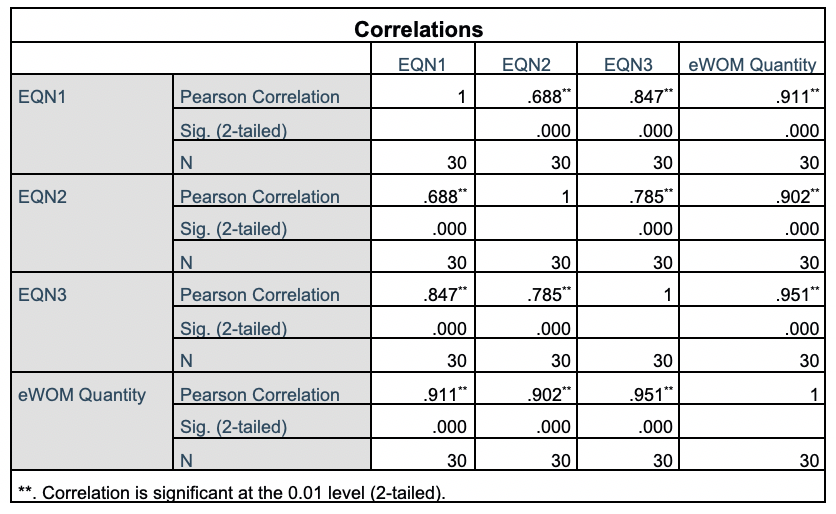 Correlations
EQN1 EQN2 EQN3 eWOM Quantity
EQN1 Pearson Correlation 1 .688** .847** .911**
Sig. (2-tailed) .000 .000 .000
N 30 30 30 30
EQN2 Pearson Correlation .688** 1 .785** .902**
Sig. (2-tailed) .000 .000 .000
N 30 30 30 30
EQN3 Pearson Correlation .847** .785** 1 .951**
Sig. (2-tailed) .000 .000 .000
N 30 30 30 30
eWOM Quantity Pearson Correlation .911** .902** .951** 1
Sig. (2-tailed) .000 .000 .000
N 30 30 30 30
**. Correlation is significant at the 0.01 level (2-tailed).